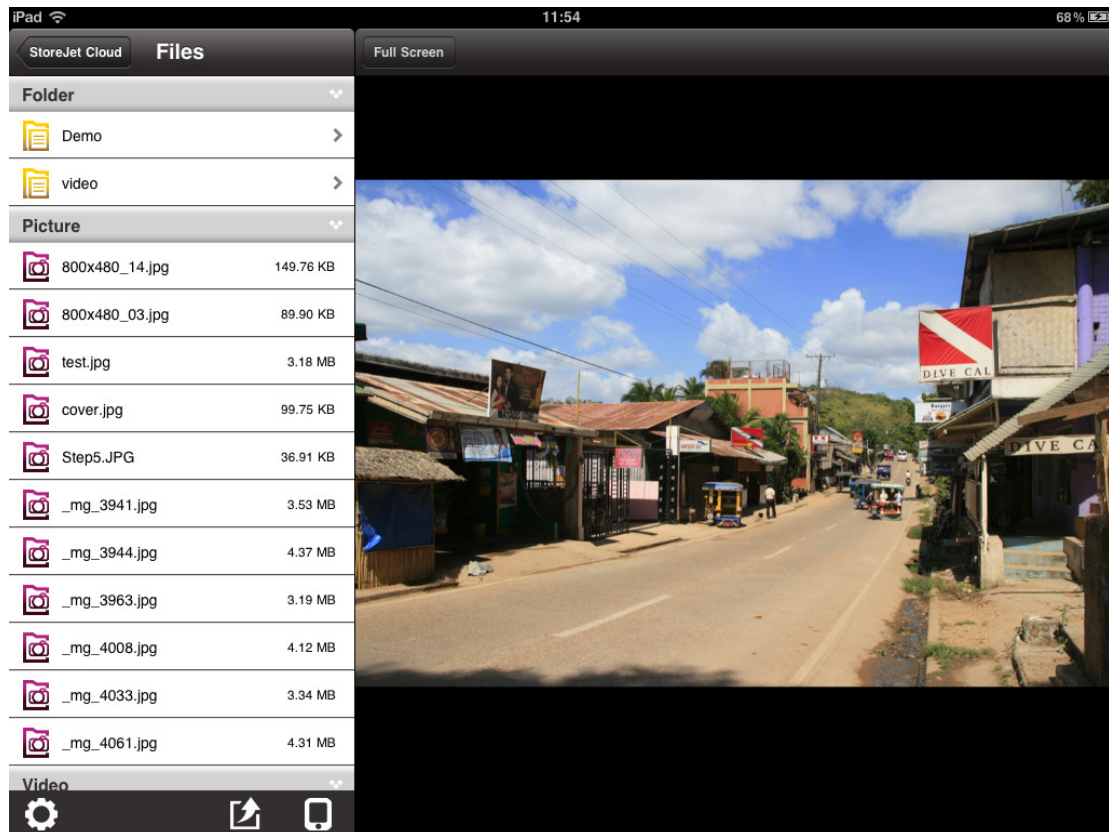 iPad 11:54 68%
StoreJet Cloud Files Full Screen
Folder
Demo
video
Picture
800x480_14.jpg 149.76 KB
800x480_03.jpg 89.90 KB
test.jpg 3.18 MB
cover.jpg 99.75 KB
Step5.JPG 36.91 KB
_mg_3941.jpg 3.53 MB
_mg_3944.jpg 4.37 MB
_mg_3963.jpg 3.19 MB
_mg_4008.jpg 4.12 MB
_mg_4033.jpg 3.34 MB
_mg_4061.jpg 4.31 MB
Video
DIVE CAL
Burgers
DIVE CA